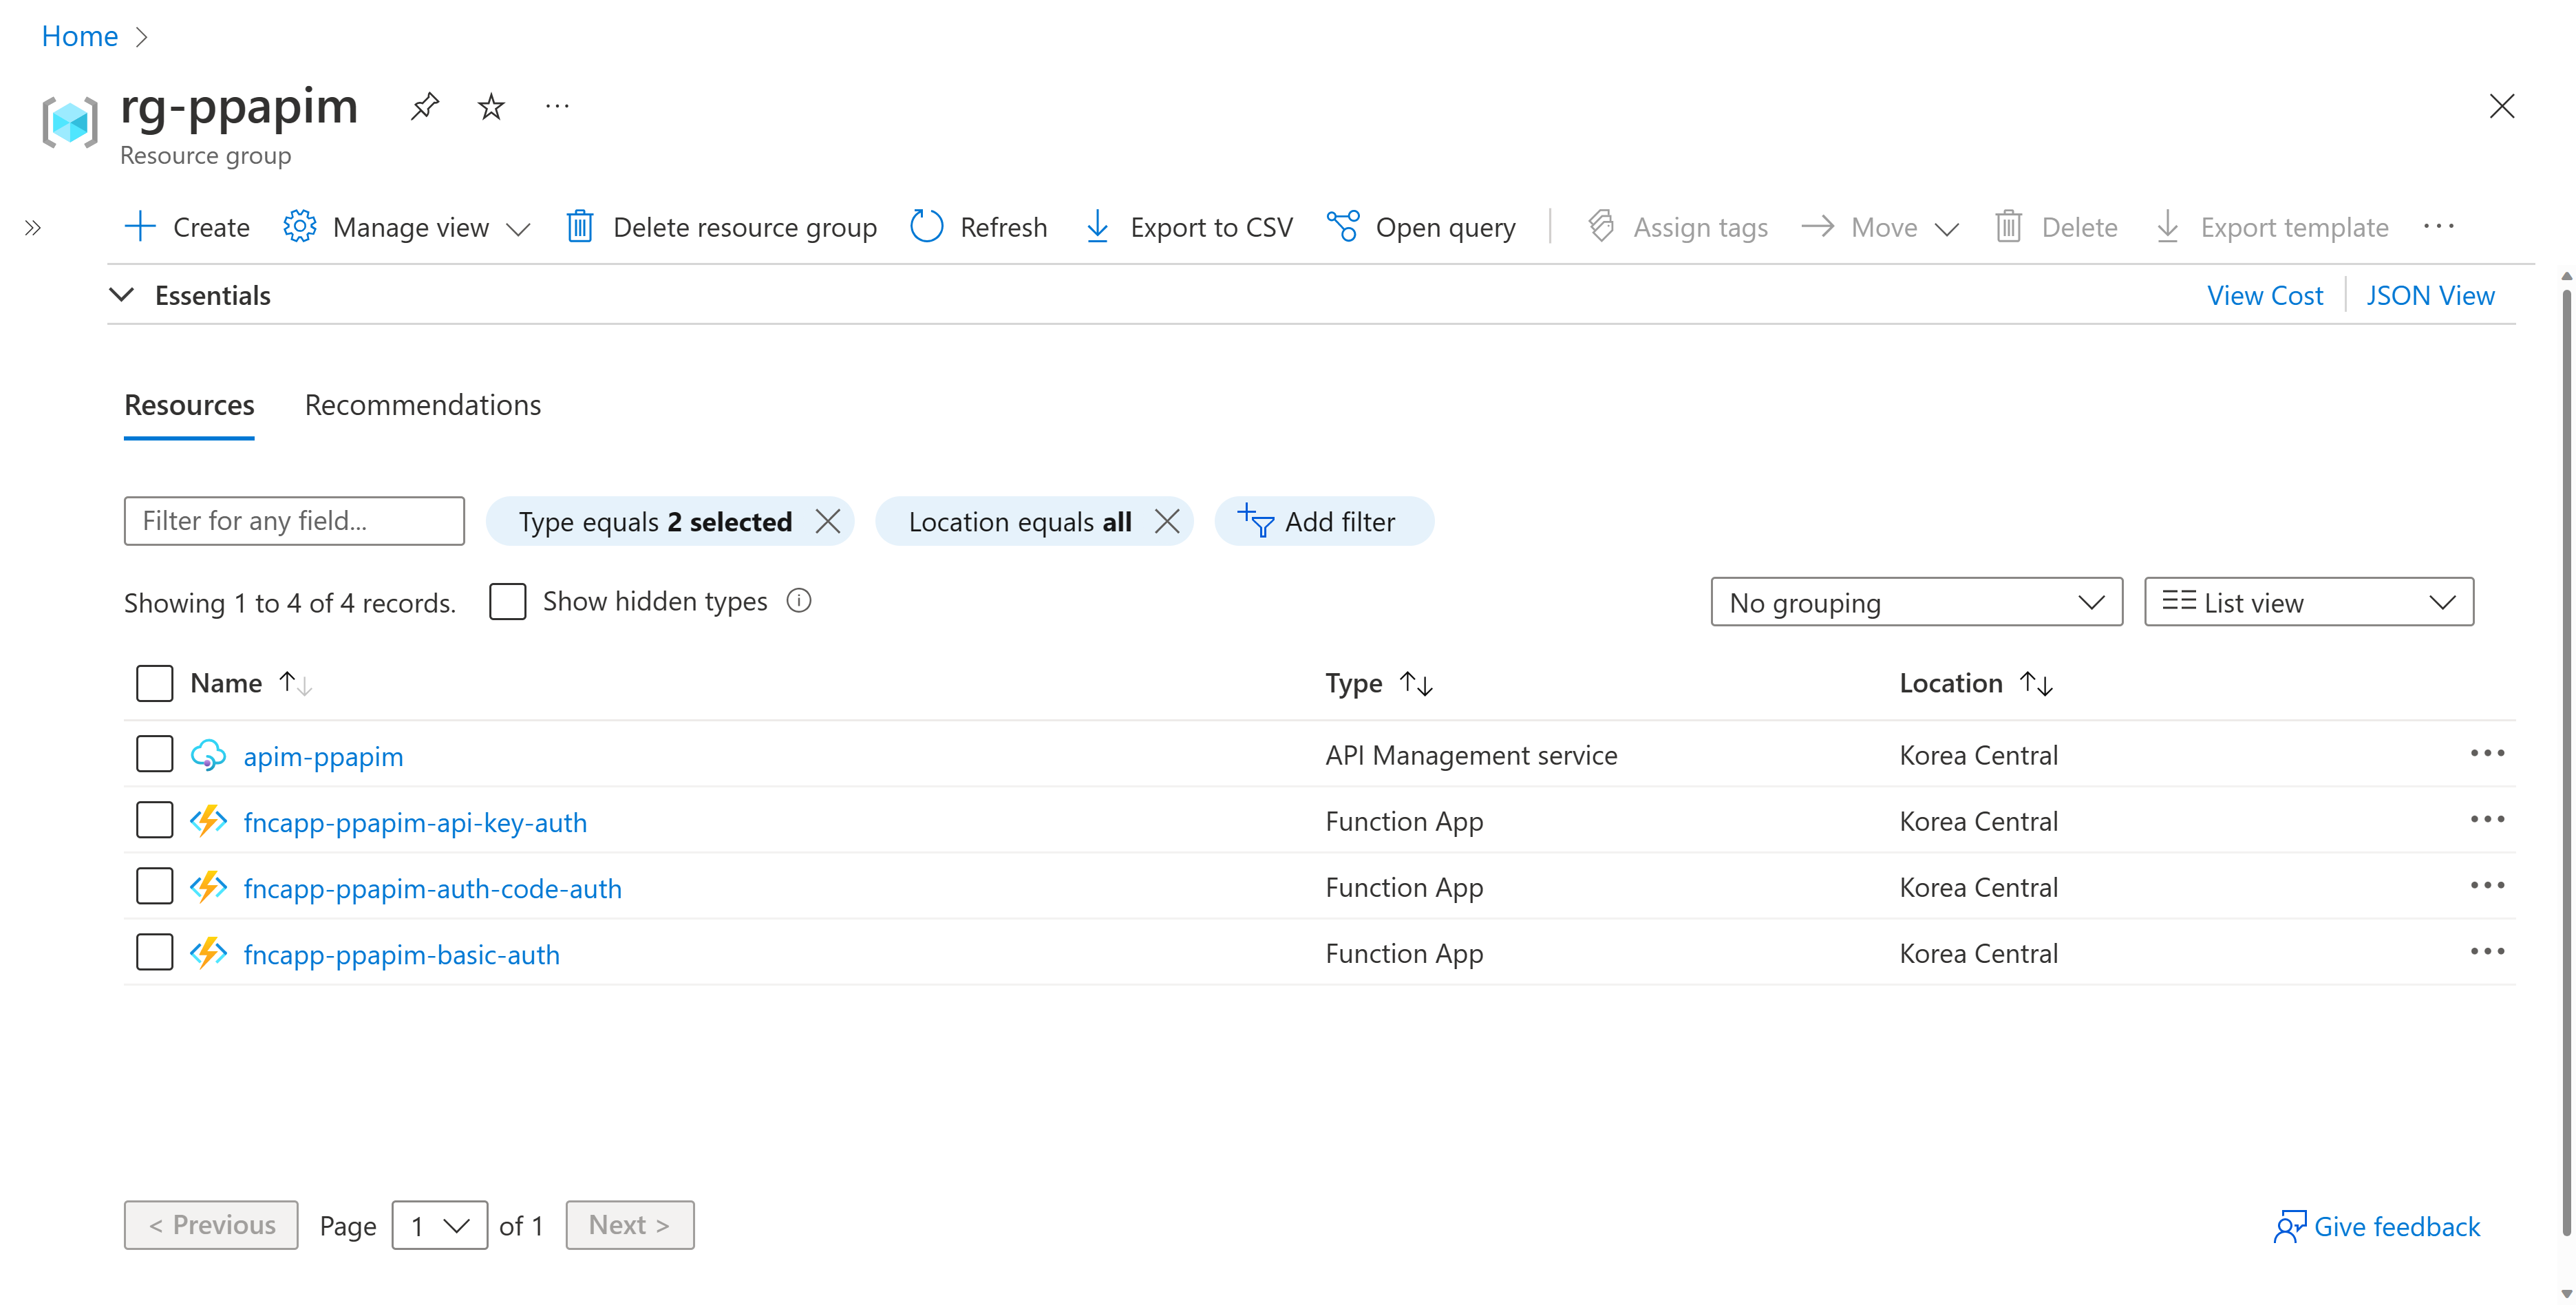 Home
rg-ppapim
Resource group
Create Manage view Delete resource group Refresh Export to CSV Open query Assign tags Move Delete Export template
Essentials View Cost JSON View
Resources Recommendations
Filter for any field... Type equals 2 selected Location equals all Add filter
Showing 1 to 4 of 4 records. Show hidden types No grouping List view
Name Type Location
apim-ppapim API Management service Korea Central
fncapp-ppapim-api-key-auth Function App Korea Central
fncapp-ppapim-auth-code-auth Function App Korea Central
fncapp-ppapim-basic-auth Function App Korea Central
< Previous Page 1 of 1 Next > Give feedback